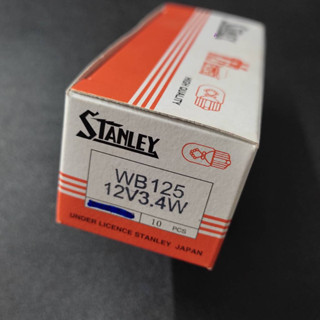 HIGH QUALITY
STANLEY
WB125
12V3.4W
10 PCS
UNDER LICENCE STANLEY JAPAN